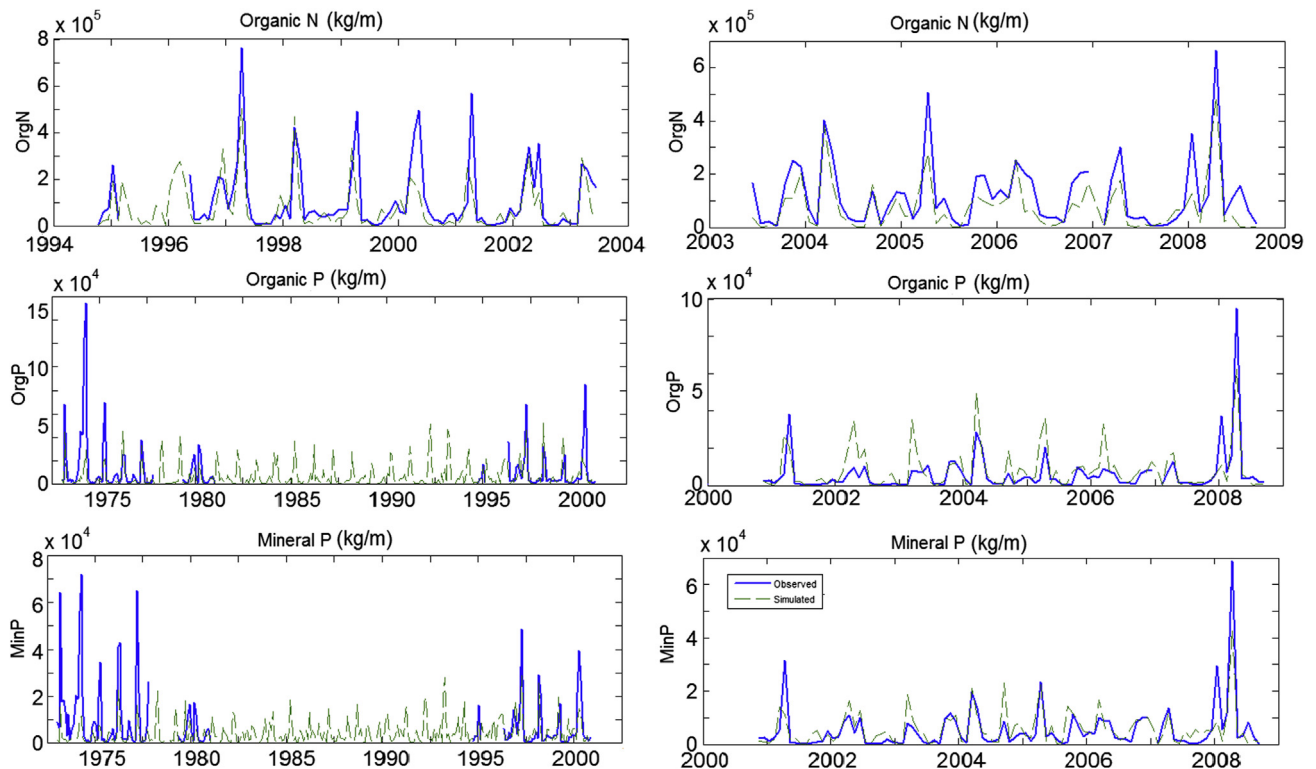 Organic N (kg/m)
x 10^5
OrgN
8
6
4
2
0
1994 1996 1998 2000 2002 2004
Organic N (kg/m)
x 10^5
OrgN
6
4
2
0
2003 2004 2005 2006 2007 2008 2009
Organic P (kg/m)
x 10^4
OrgP
15
10
5
0
1975 1980 1985 1990 1995 2000
Organic P (kg/m)
x 10^4
OrgP
10
5
0
2000 2002 2004 2006 2008
Mineral P (kg/m)
x 10^4
MinP
8
6
4
2
0
1975 1980 1985 1990 1995 2000
Mineral P (kg/m)
x 10^4
MinP
6
4
2
0
Observed
Simulated
2000 2002 2004 2006 2008